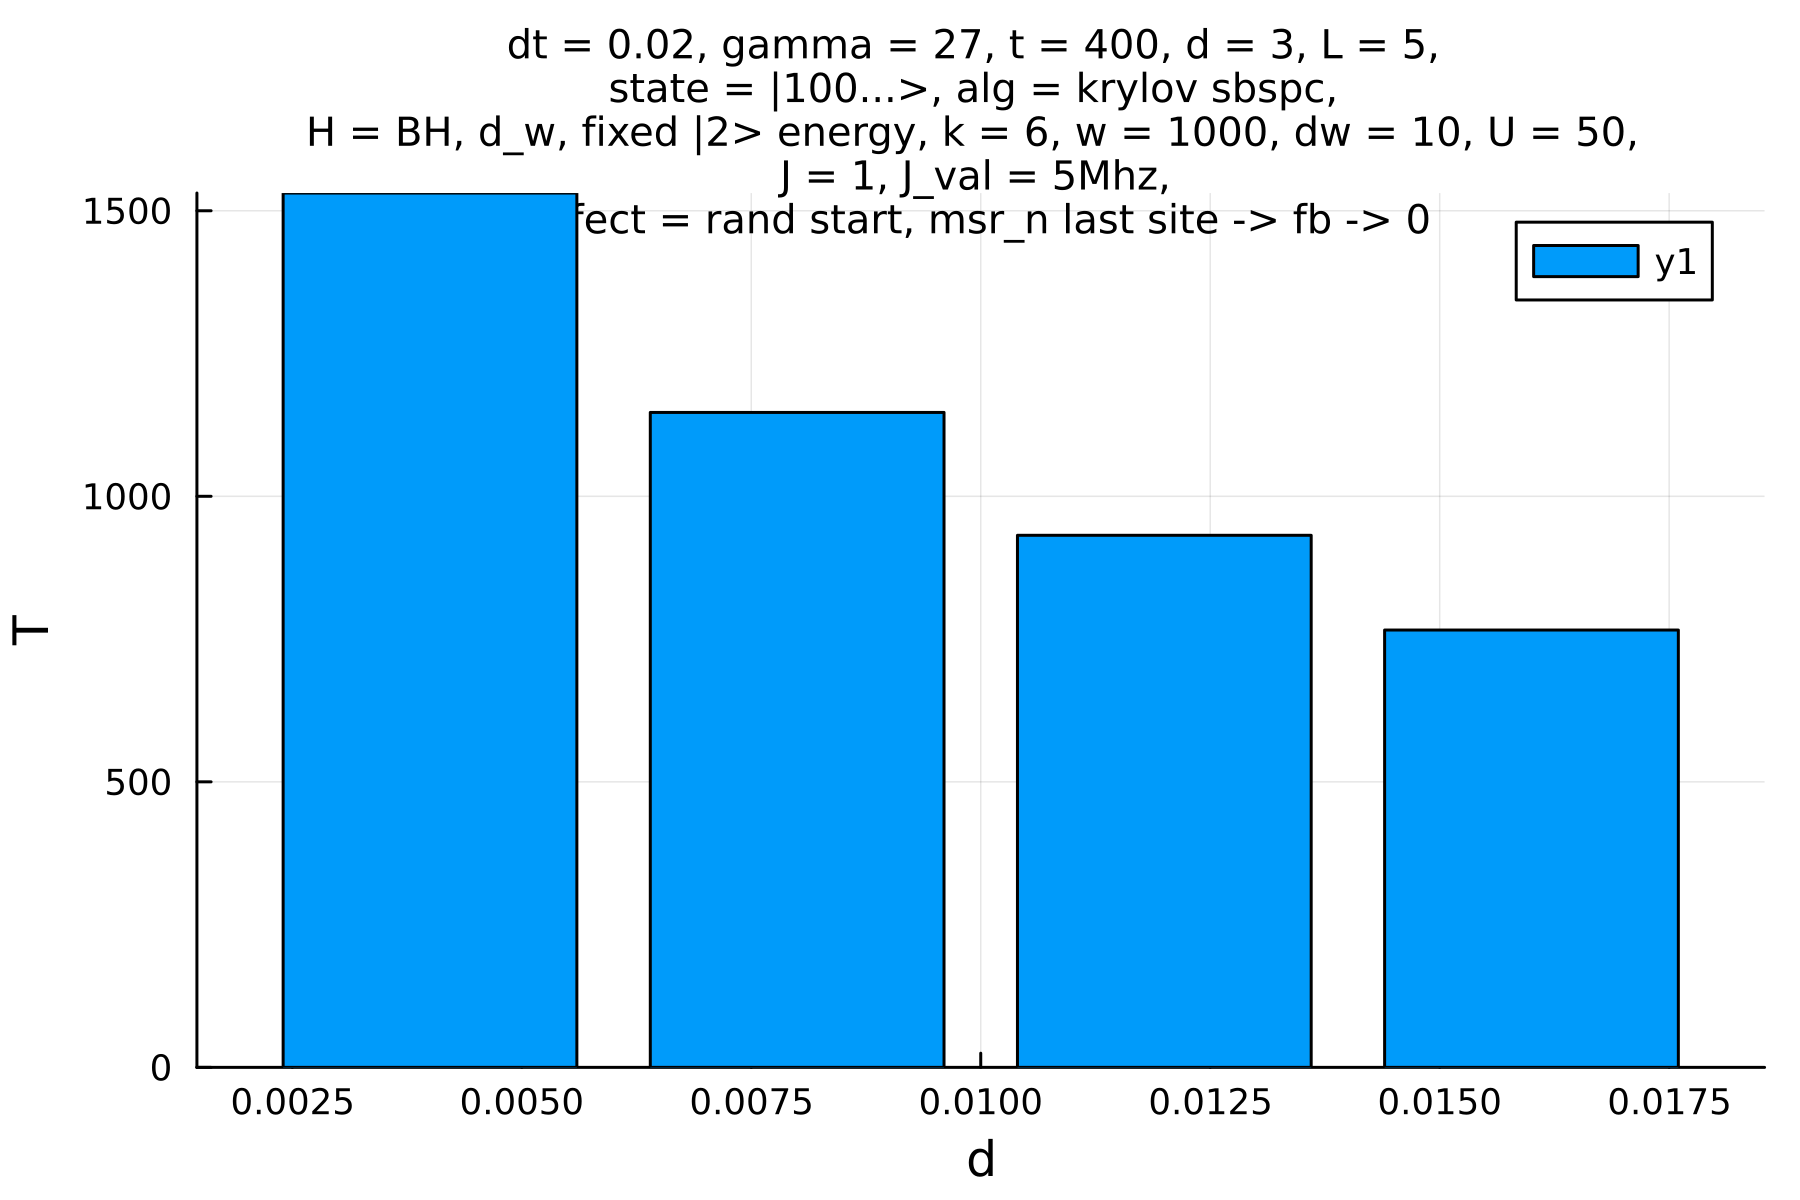 dt = 0.02, gamma = 27, t = 400, d = 3, L = 5,
state = |100...>, alg = krylov sbspc,
H = BH, d_w, fixed |2> energy, k = 6, w = 1000, dw = 10, U = 50,
J = 1, J_val = 5Mhz,
fect = rand start, msr_n last site -> fb -> 0
y1
1500
1000
500
0
T
0.0025 0.0050 0.0075 0.0100 0.0125 0.0150 0.0175
d